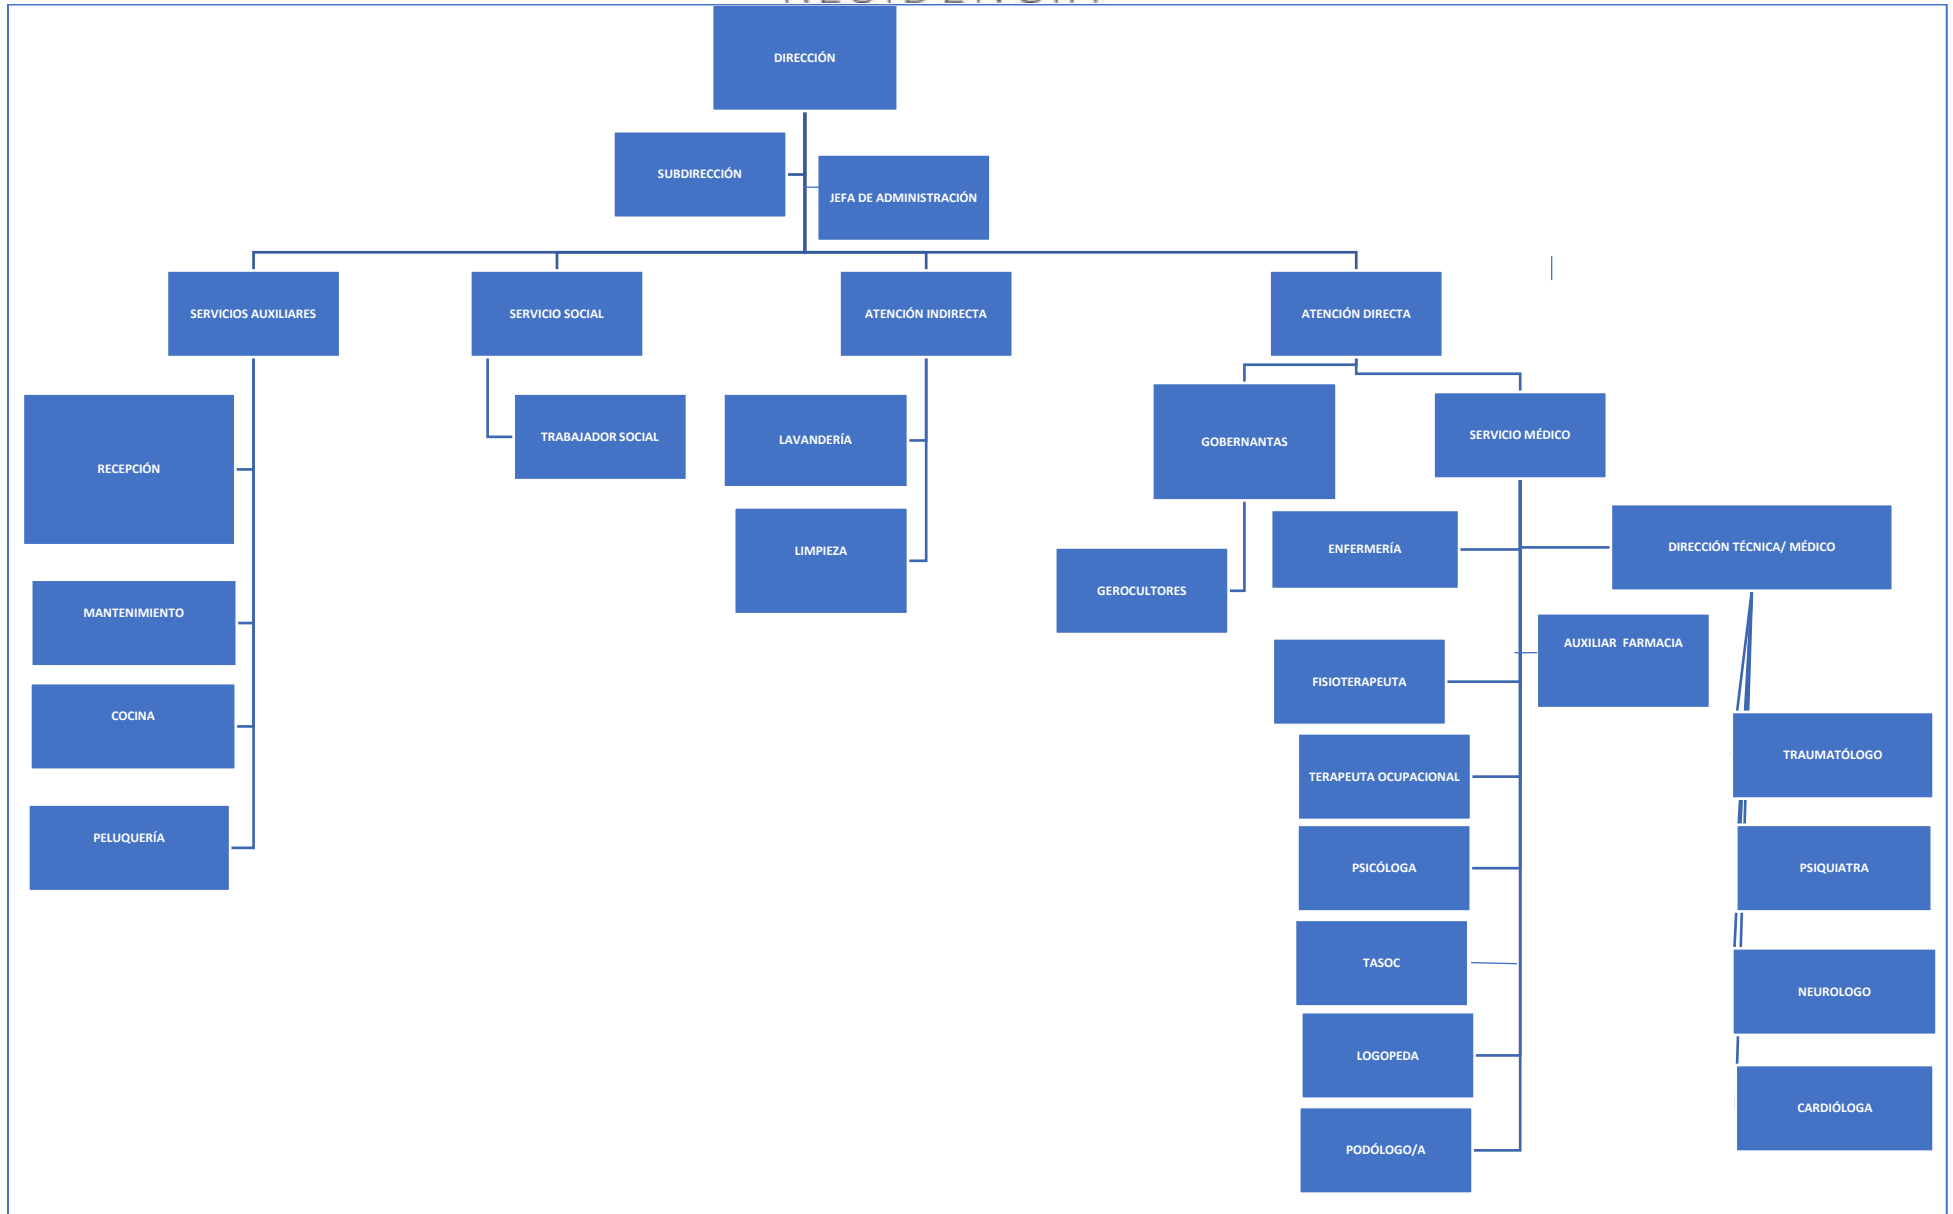 RESIDENCIA
DIRECCIÓN
SUBDIRECCIÓN
JEFA DE ADMINISTRACIÓN
SERVICIOS AUXILIARES
SERVICIO SOCIAL
ATENCIÓN INDIRECTA
ATENCIÓN DIRECTA
RECEPCIÓN
MANTENIMIENTO
COCINA
PELUQUERÍA
TRABAJADOR SOCIAL
LAVANDERÍA
LIMPIEZA
GOBERNANTAS
GEROCULTORES
SERVICIO MÉDICO
ENFERMERÍA
DIRECCIÓN TÉCNICA/ MÉDICO
AUXILIAR FARMACIA
FISIOTERAPEUTA
TERAPEUTA OCUPACIONAL
PSICÓLOGA
TASOC
LOGOPEDA
PODÓLOGO/A
TRAUMATÓLOGO
PSIQUIATRA
NEUROLOGO
CARDIÓLOGA